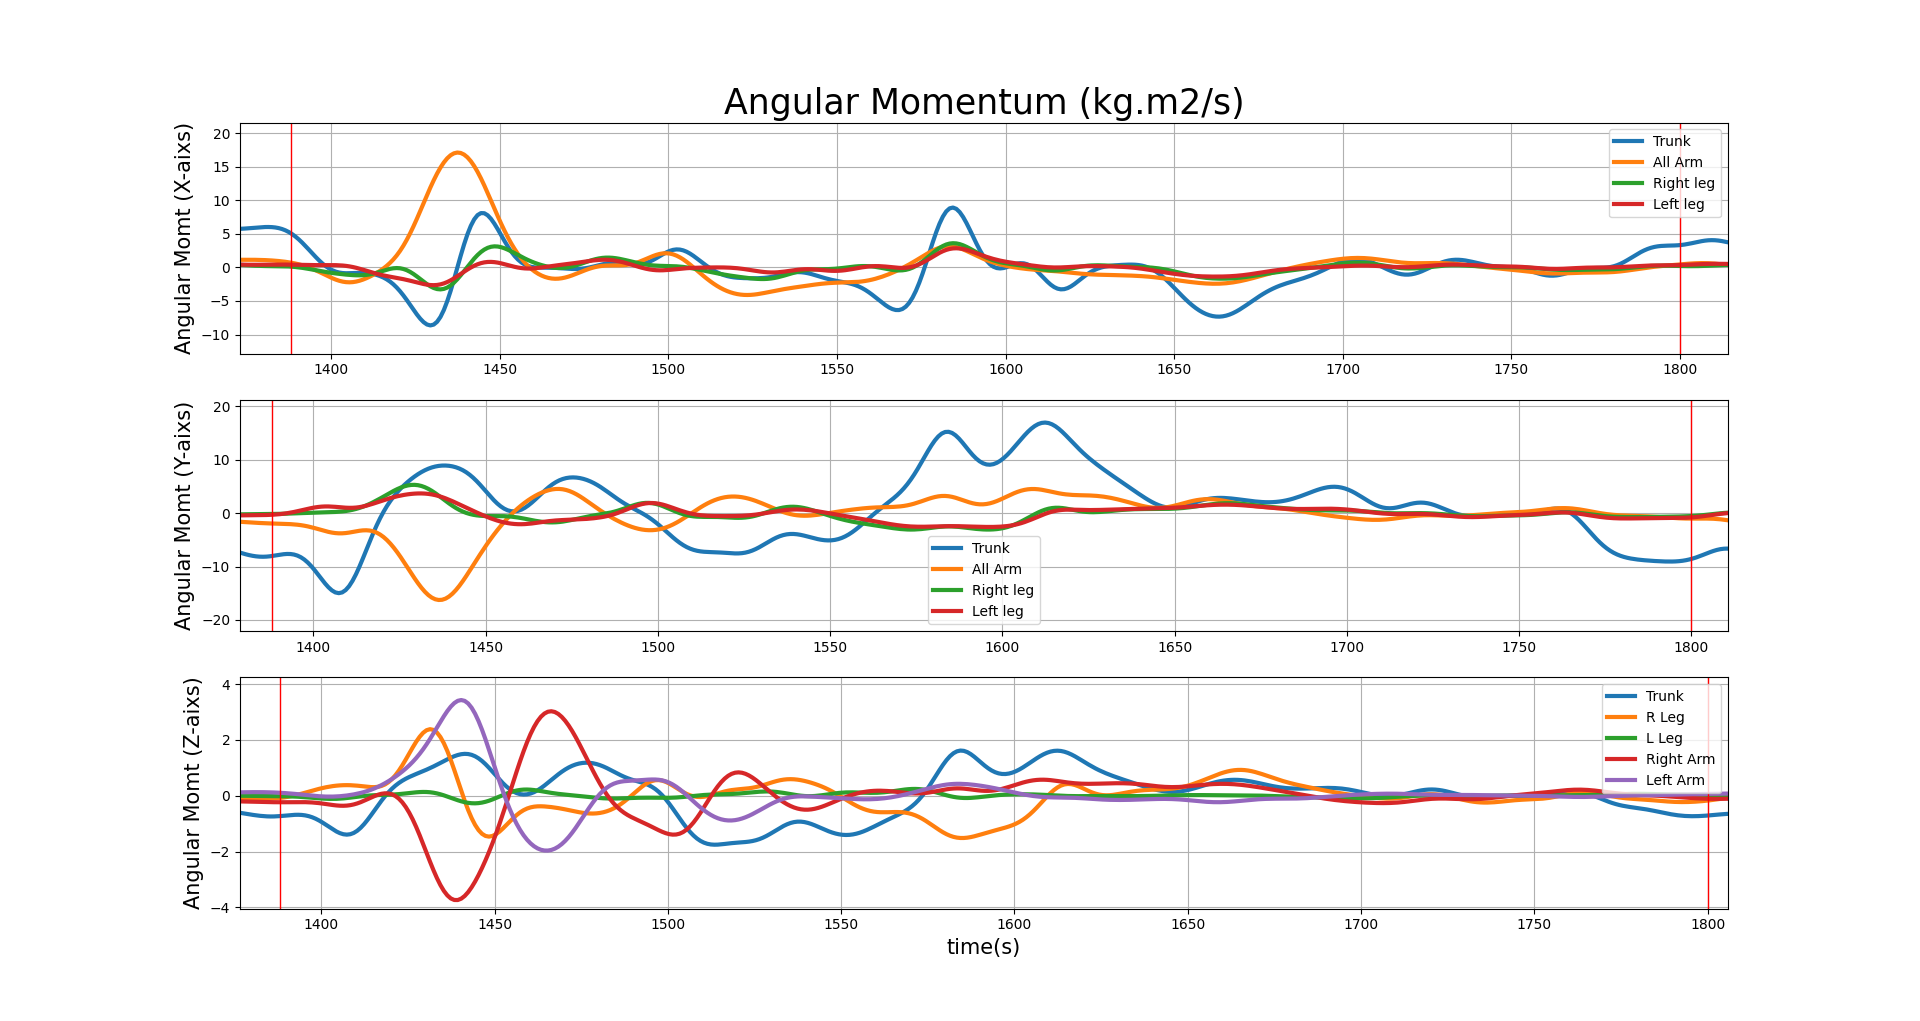 Angular Momentum (kg.m2/s)
Angular Momt (X-aixs)
20
15
10
5
0
−5
−10
Trunk
All Arm
Right leg
Left leg
1400 1450 1500 1550 1600 1650 1700 1750 1800
Angular Momt (Y-aixs)
20
10
0
−10
−20
Trunk
All Arm
Right leg
Left leg
1400 1450 1500 1550 1600 1650 1700 1750 1800
Angular Momt (Z-aixs)
4
2
0
−2
−4
Trunk
R Leg
L Leg
Right Arm
Left Arm
1400 1450 1500 1550 1600 1650 1700 1750 1800
time(s)